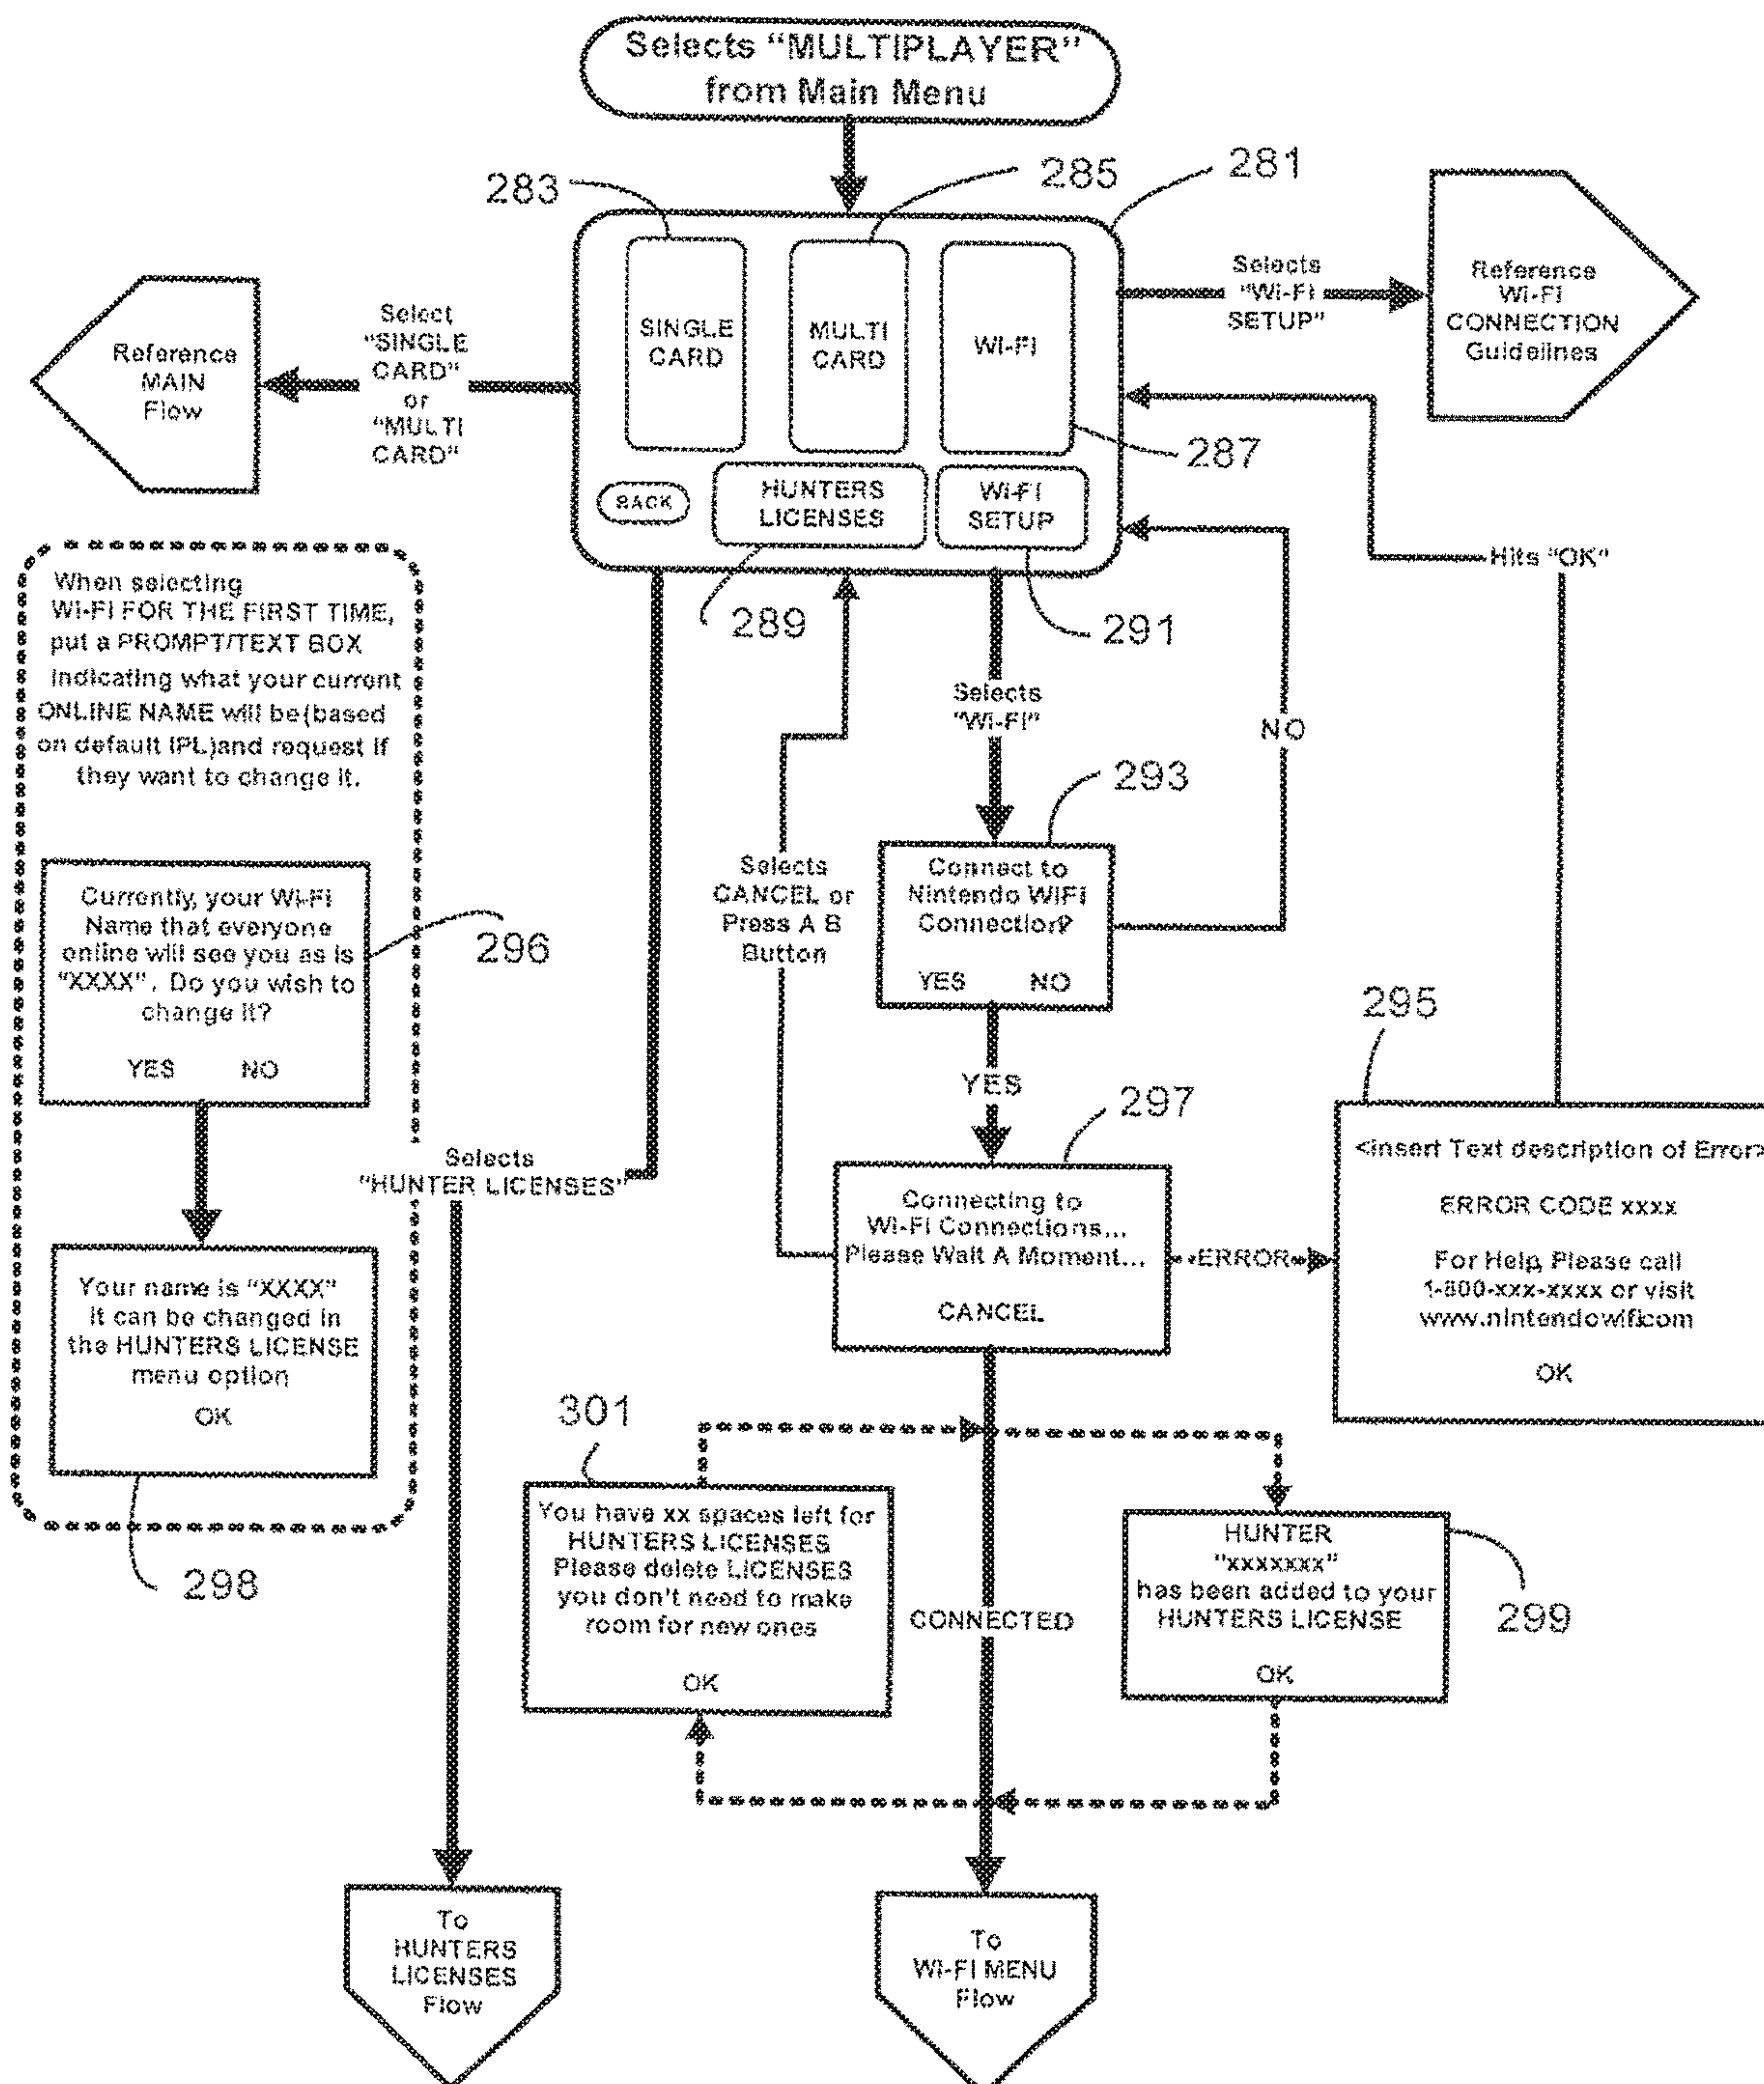 Selects "MULTIPLAYER"
from Main Menu
283
285
281
SINGLE
CARD
MULTI
CARD
WI-FI
BACK
HUNTERS
LICENSES
WI-FI
SETUP
287
289
291
Selects
"WI-FI
SETUP"
Reference
WI-FI
CONNECTION
Guidelines
Select
"SINGLE
CARD"
or
"MULTI
CARD"
Reference
MAIN
Flow
Hits "OK"
NO
When selecting
WI-FI FOR THE FIRST TIME,
put a PROMPT/TEXT BOX
indicating what your current
ONLINE NAME will be(based
on default IPL)and request if
they want to change it.
Currently, your WI-FI
Name that everyone
online will see you as is
"XXXX". Do you wish to
change it?
YES NO
296
Your name is "XXXX"
it can be changed in
the HUNTERS LICENSE
menu option
OK
298
Selects
"WI-FI"
293
Connect to
Nintendo WIFI
Connection?
YES NO
Selects
CANCEL or
Press A B
Button
YES
297
Connecting to
WI-FI Connections...
Please Wait A Moment...
CANCEL
ERROR
295
<insert Text description of Error>
ERROR CODE xxxx
For Help, Please call
1-800-xxx-xxxx or visit
www.nintendowifi.com
OK
Selects
"HUNTER LICENSES"
301
You have xx spaces left for
HUNTERS LICENSES
Please delete LICENSES
you don't need to make
room for new ones
OK
CONNECTED
HUNTER
"xxxxxxx"
has been added to your
HUNTERS LICENSE
OK
299
To
HUNTERS
LICENSES
Flow
To
WI-FI MENU
Flow